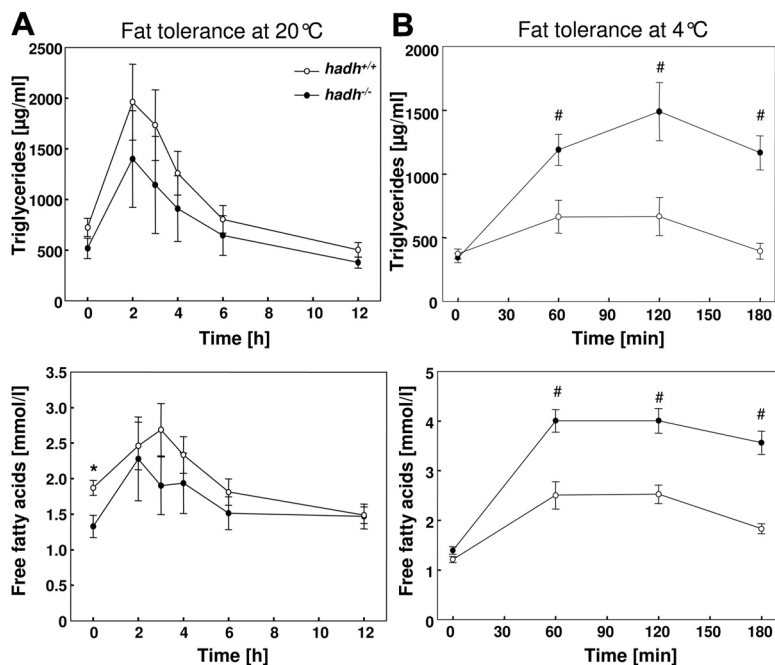 A
Fat tolerance at 20°C
2500
2000
1500
1000
500
0
Triglycerides [µg/ml]
hadh+/+
hadh-/-
0 2 4 6 8 10 12
Time [h]
B
Fat tolerance at 4°C
2000
1500
1000
500
0
Triglycerides [µg/ml]
# # #
0 30 60 90 120 150 180
Time [min]
3.5
3.0
2.5
2.0
1.5
1.0
0.5
0
Free fatty acids [mmol/l]
*
0 2 4 6 8 10 12
Time [h]
5
4
3
2
1
0
Free fatty acids [mmol/l]
# # #
0 30 60 90 120 150 180
Time [min]